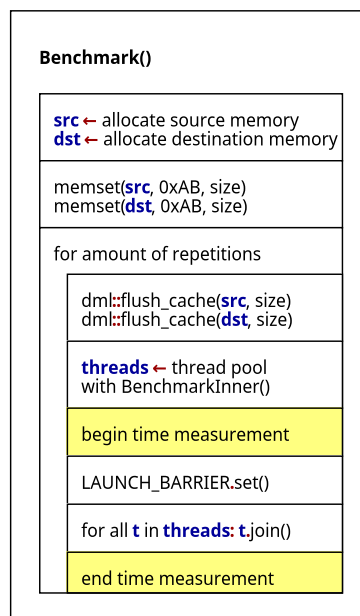 Benchmark()
src ← allocate source memory
dst ← allocate destination memory
memset(src, 0xAB, size)
memset(dst, 0xAB, size)
for amount of repetitions
dml::flush_cache(src, size)
dml::flush_cache(dst, size)
threads ← thread pool
with BenchmarkInner()
begin time measurement
LAUNCH_BARRIER.set()
for all t in threads: t.join()
end time measurement